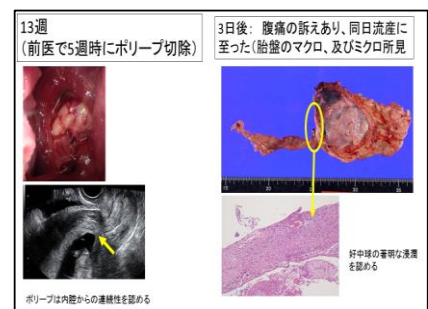 13週
(前医で5週時にポリープ切除)
ポリープは内腔からの連続性を認める
3日後: 腹痛の訴えあり、同日流産に
至った(胎盤のマクロ、及びミクロ所見
好中球の著明な浸潤
を認める